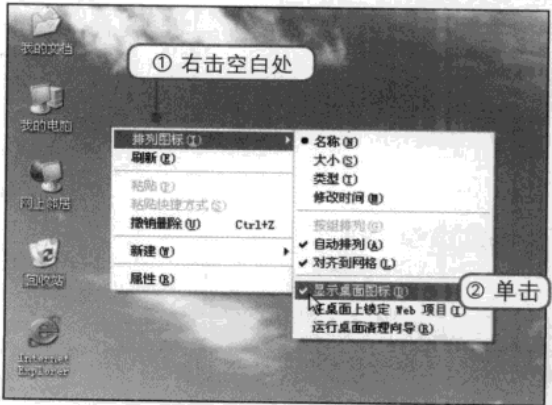 我的文档
我的电脑
网上邻居
回收站
Internet
Explorer
① 右击空白处
排列图标(I)
刷新(E)
粘贴(P)
粘贴快捷方式(S)
撤销删除(U) Ctrl+Z
新建(W)
属性(R)
名称(N)
大小(S)
类型(T)
修改时间(M)
按组排列(G)
自动排列(A)
对齐到网格(L)
显示桌面图标(D)
在桌面上锁定 Web 项目(T)
运行桌面清理向导(R)
② 单击